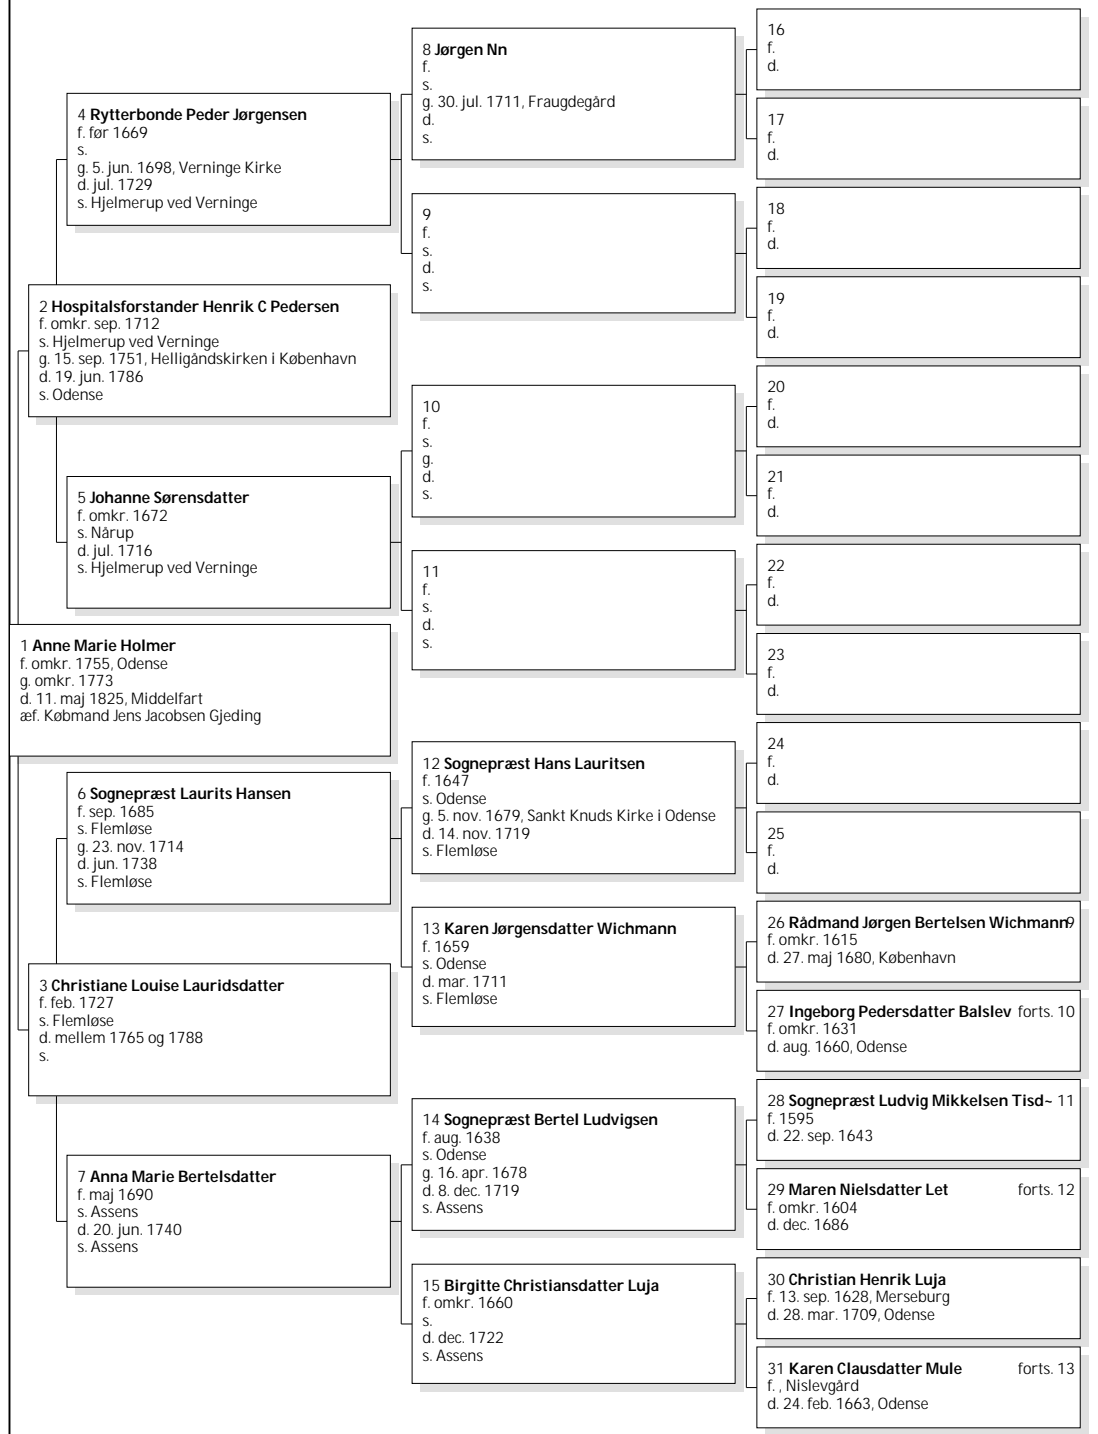 1 Anne Marie Holmer
f. omkr. 1755, Odense
g. omkr. 1773
d. 11. maj 1825, Middelfart
æf. Købmand Jens Jacobsen Gjeding
2 Hospitalsforstander Henrik C Pedersen
f. omkr. sep. 1712
s. Hjelmerup ved Verninge
g. 15. sep. 1751, Helligåndskirken i København
d. 19. jun. 1786
s. Odense
3 Christiane Louise Lauridsdatter
f. feb. 1727
s. Flemløse
d. mellem 1765 og 1788
s.
4 Rytterbonde Peder Jørgensen
f. før 1669
s.
g. 5. jun. 1698, Verninge Kirke
d. jul. 1729
s. Hjelmerup ved Verninge
5 Johanne Sørensdatter
f. omkr. 1672
s. Nårup
d. jul. 1716
s. Hjelmerup ved Verninge
6 Sognepræst Laurits Hansen
f. sep. 1685
s. Flemløse
g. 23. nov. 1714
d. jun. 1738
s. Flemløse
7 Anna Marie Bertelsdatter
f. maj 1690
s. Assens
d. 20. jun. 1740
s. Assens
8 Jørgen Nn
f.
s.
g. 30. jul. 1711, Fraugdegård
d.
s.
9
f.
s.
d.
s.
10
f.
s.
g.
d.
s.
11
f.
s.
d.
s.
12 Sognepræst Hans Lauritsen
f. 1647
s. Odense
g. 5. nov. 1679, Sankt Knuds Kirke i Odense
d. 14. nov. 1719
s. Flemløse
13 Karen Jørgensdatter Wichmann
f. 1659
s. Odense
d. mar. 1711
s. Flemløse
14 Sognepræst Bertel Ludvigsen
f. aug. 1638
s. Odense
g. 16. apr. 1678
d. 8. dec. 1719
s. Assens
15 Birgitte Christiansdatter Luja
f. omkr. 1660
s.
d. dec. 1722
s. Assens
16
f.
d.
17
f.
d.
18
f.
d.
19
f.
d.
20
f.
d.
21
f.
d.
22
f.
d.
23
f.
d.
24
f.
d.
25
f.
d.
26 Rådmand Jørgen Bertelsen Wichmann 9
f. omkr. 1615
d. 27. maj 1680, København
27 Ingeborg Pedersdatter Balslev forts. 10
f. omkr. 1631
d. aug. 1660, Odense
28 Sognepræst Ludvig Mikkelsen Tisd~ 11
f. 1595
d. 22. sep. 1643
29 Maren Nielsdatter Let forts. 12
f. omkr. 1604
d. dec. 1686
30 Christian Henrik Luja
f. 13. sep. 1628, Merseburg
d. 28. mar. 1709, Odense
31 Karen Clausdatter Mule forts. 13
f. , Nislevgård
d. 24. feb. 1663, Odense